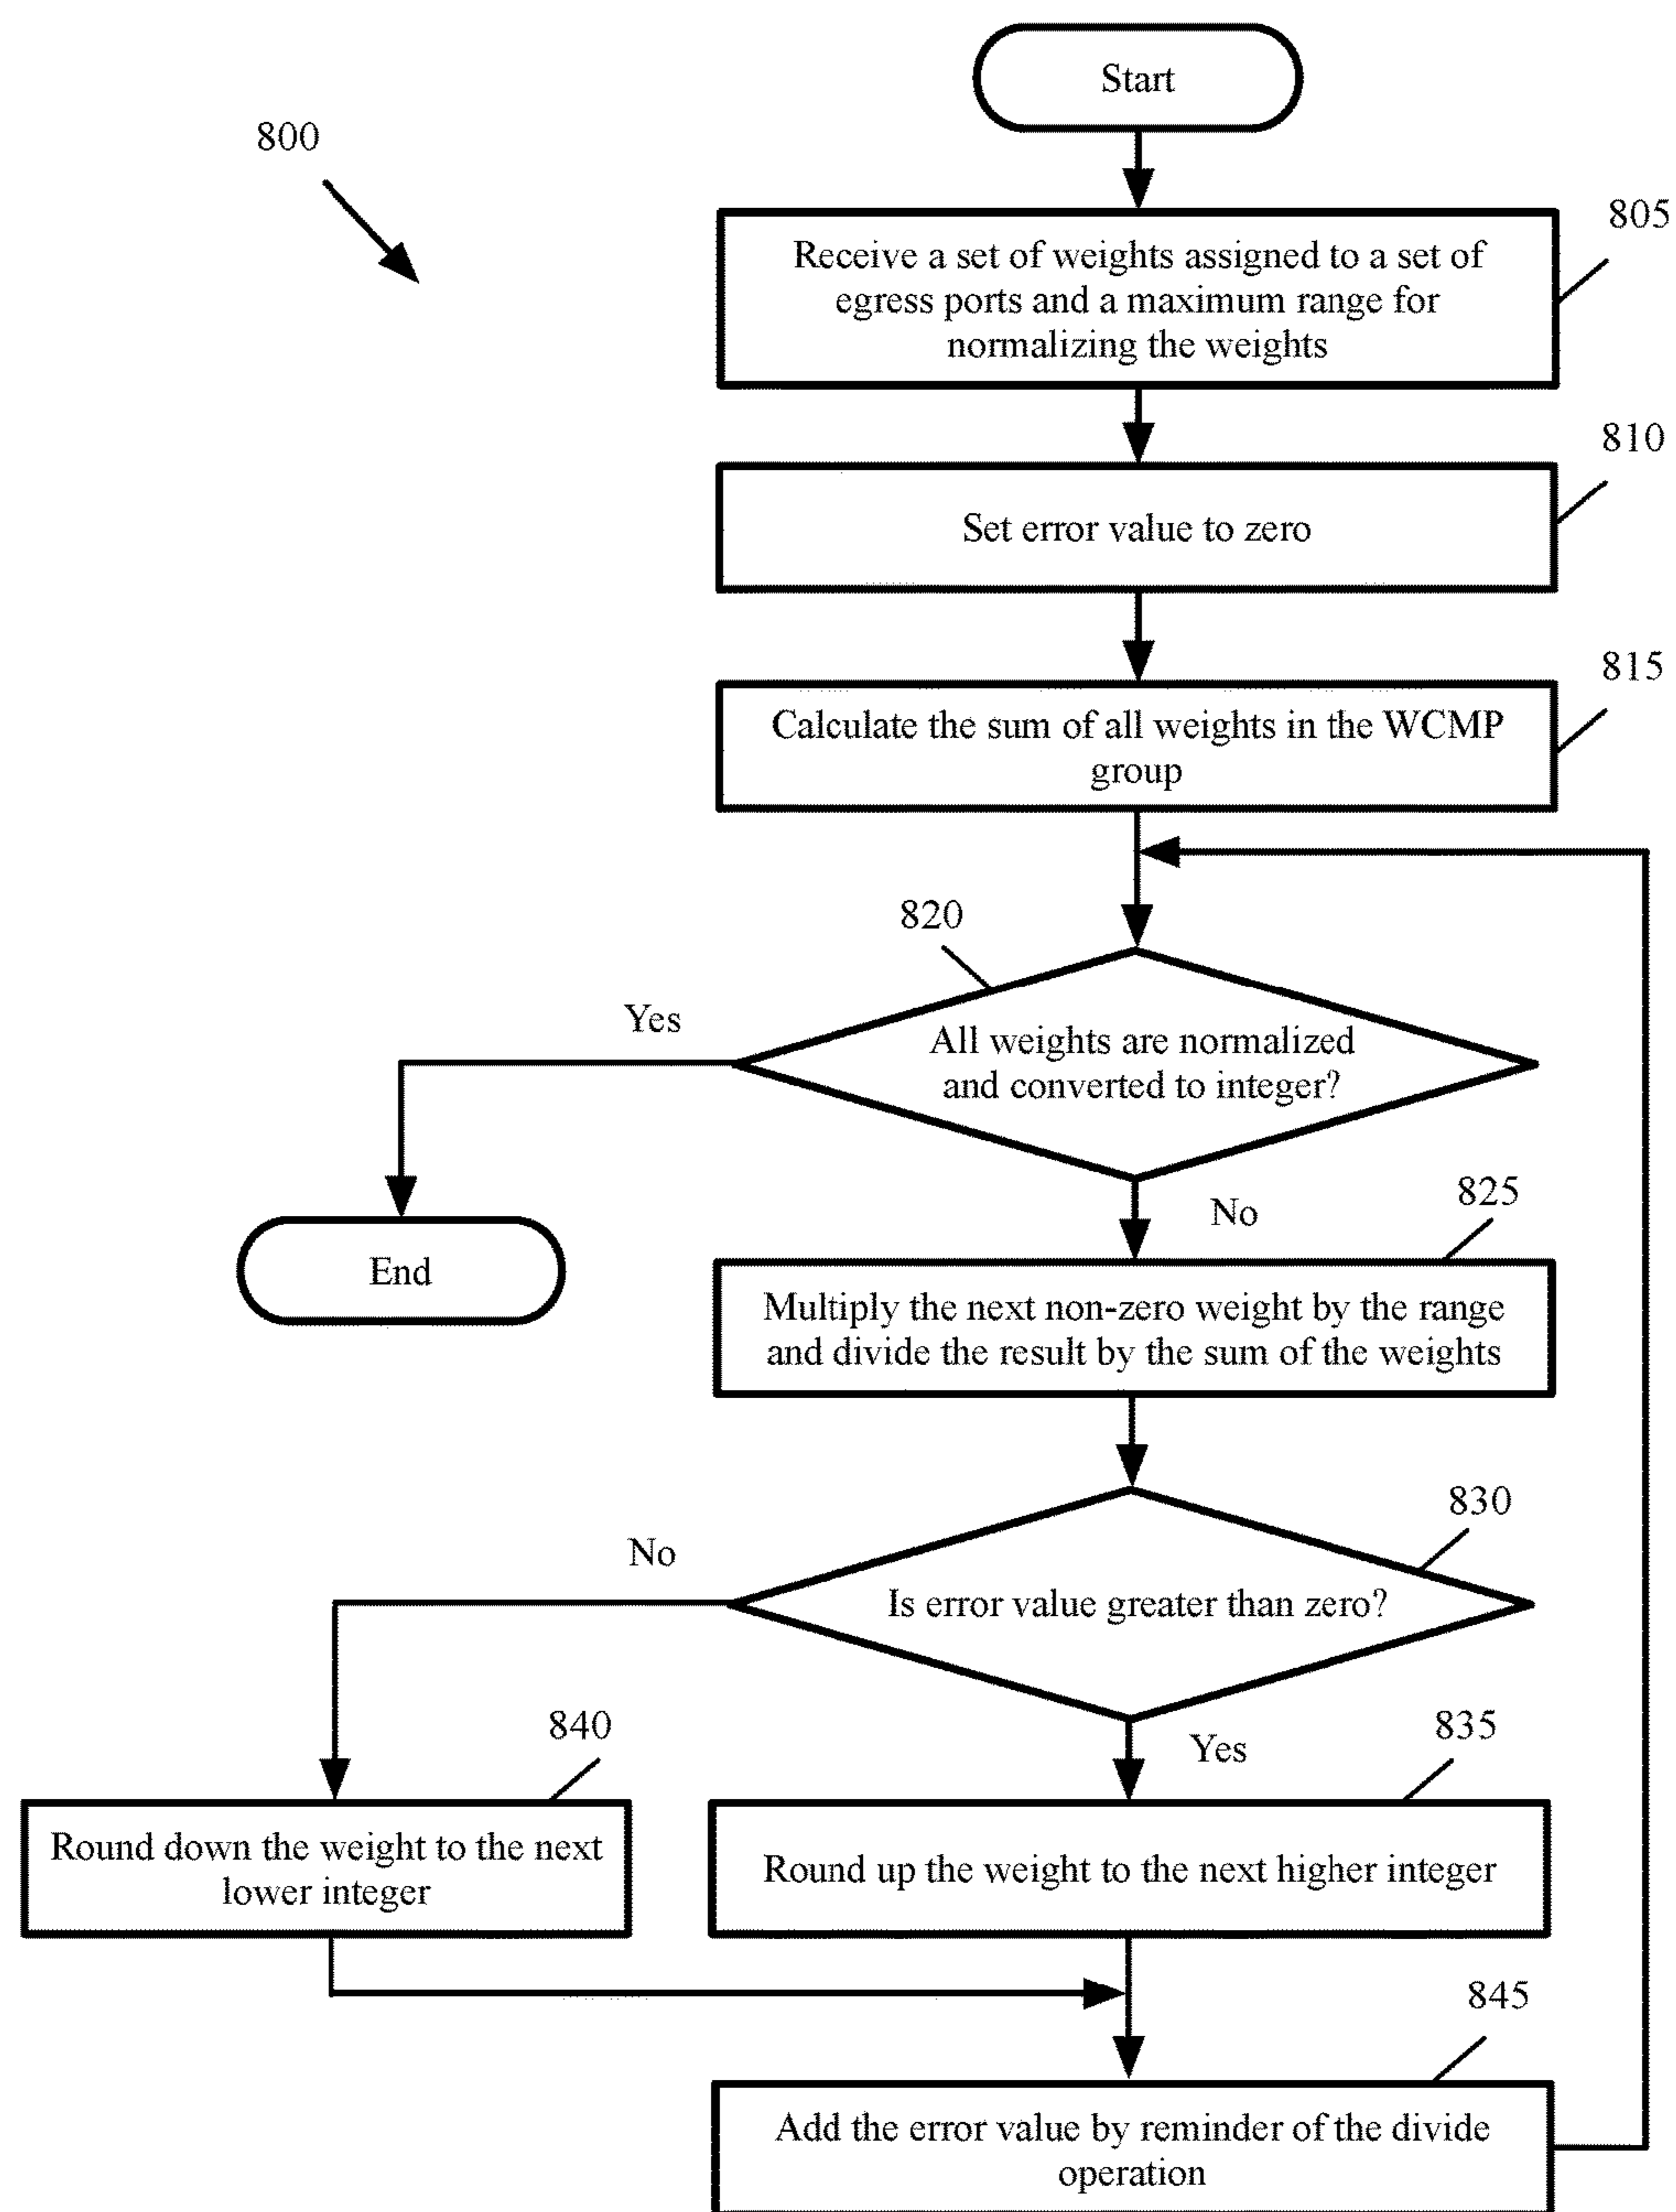 Start
800
805
Receive a set of weights assigned to a set of
egress ports and a maximum range for
normalizing the weights
810
Set error value to zero
815
Calculate the sum of all weights in the WCMP
group
820
Yes
All weights are normalized
and converted to integer?
825
No
End
Multiply the next non-zero weight by the range
and divide the result by the sum of the weights
830
No
Is error value greater than zero?
840
835
Yes
Round down the weight to the next
lower integer
Round up the weight to the next higher integer
845
Add the error value by reminder of the divide
operation